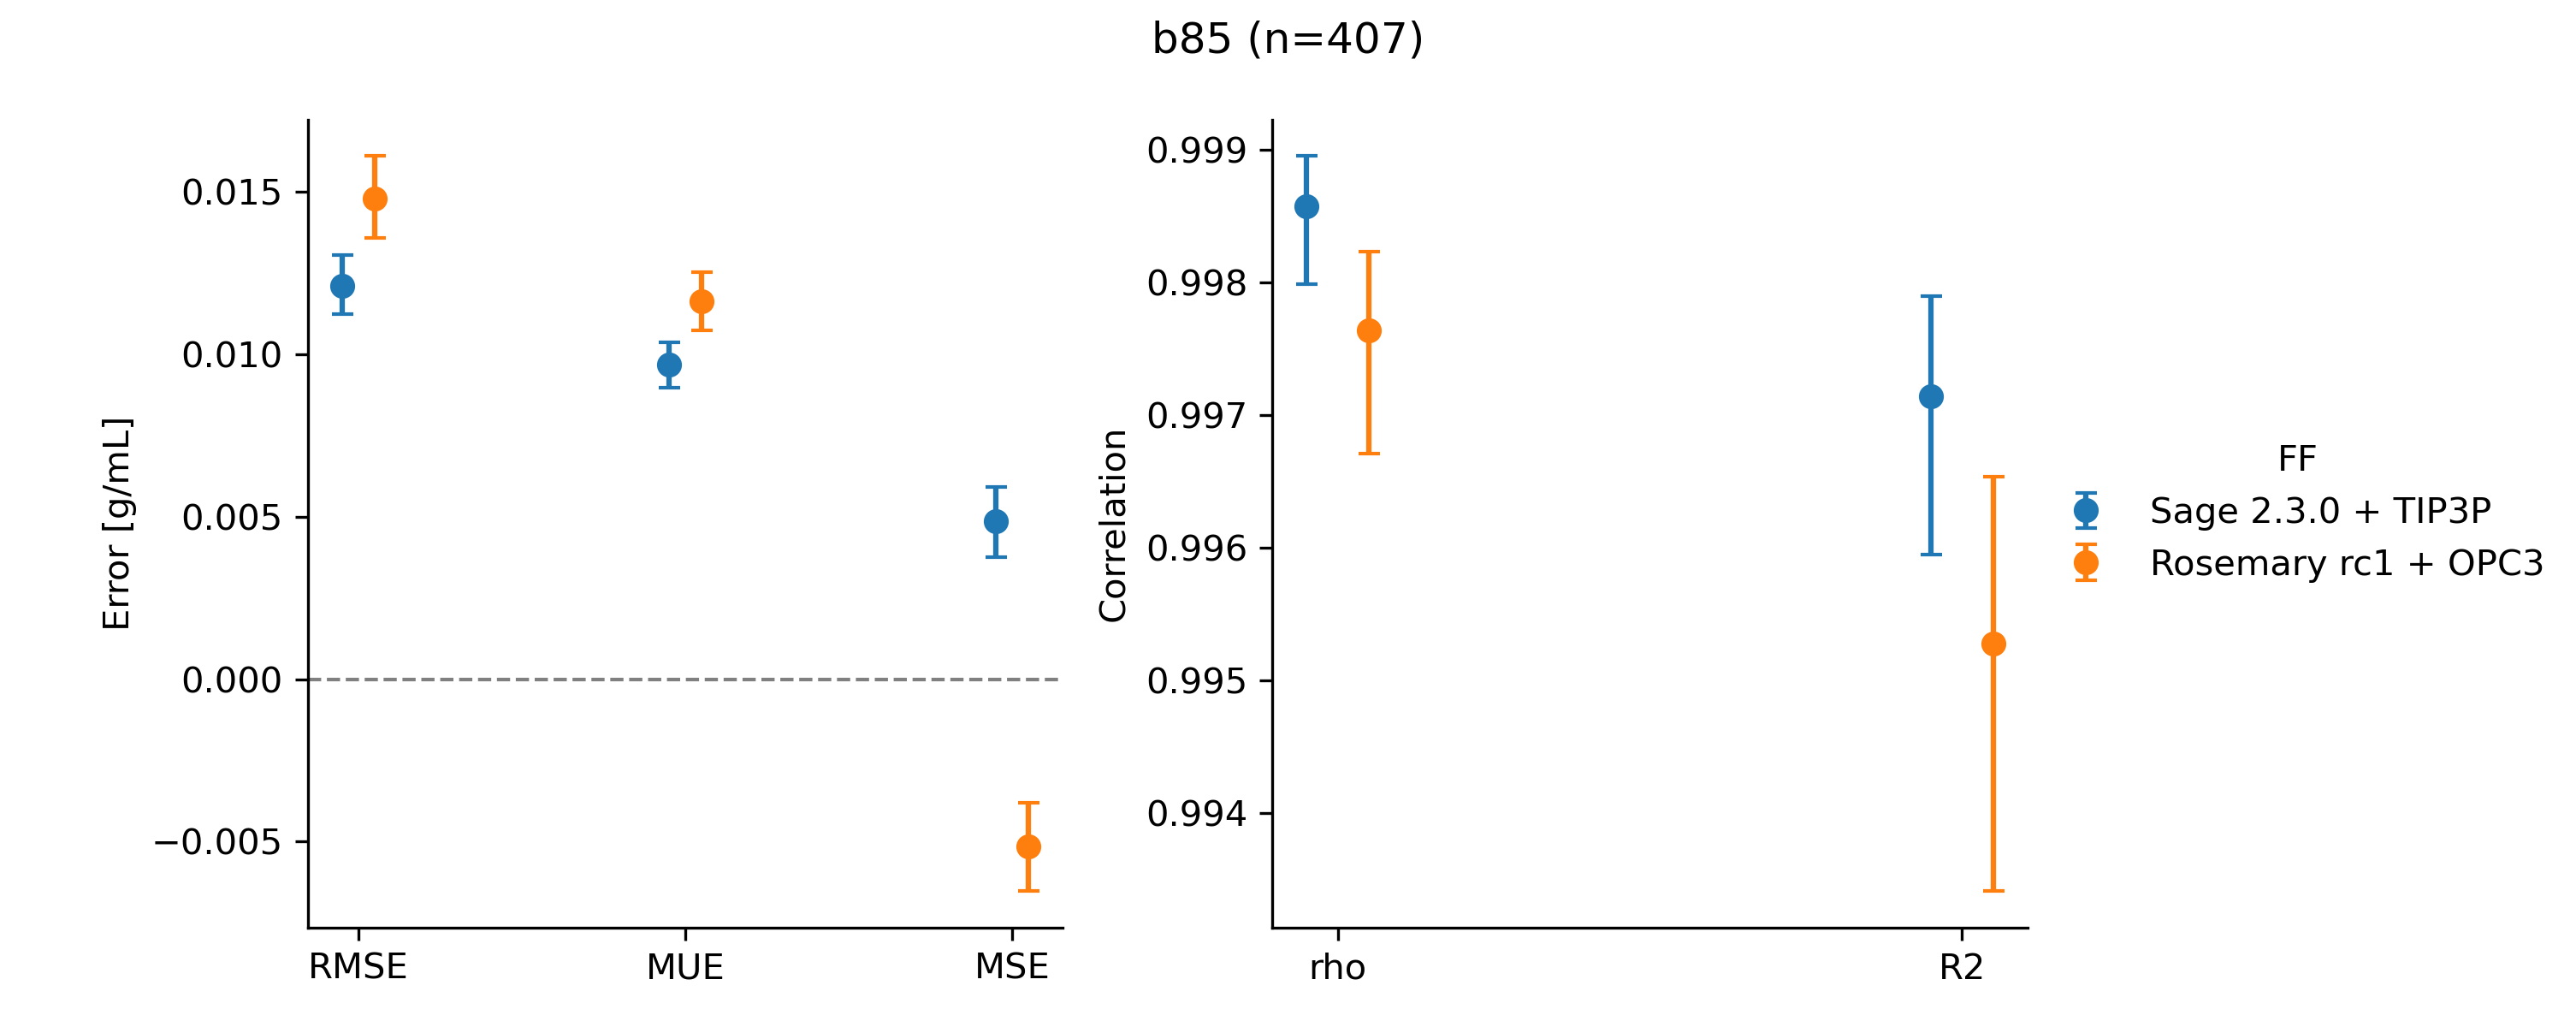 b85 (n=407)
Error [g/mL]
0.015
0.010
0.005
0.000
−0.005
RMSE
MUE
MSE
Correlation
0.999
0.998
0.997
0.996
0.995
0.994
rho
R2
FF
Sage 2.3.0 + TIP3P
Rosemary rc1 + OPC3